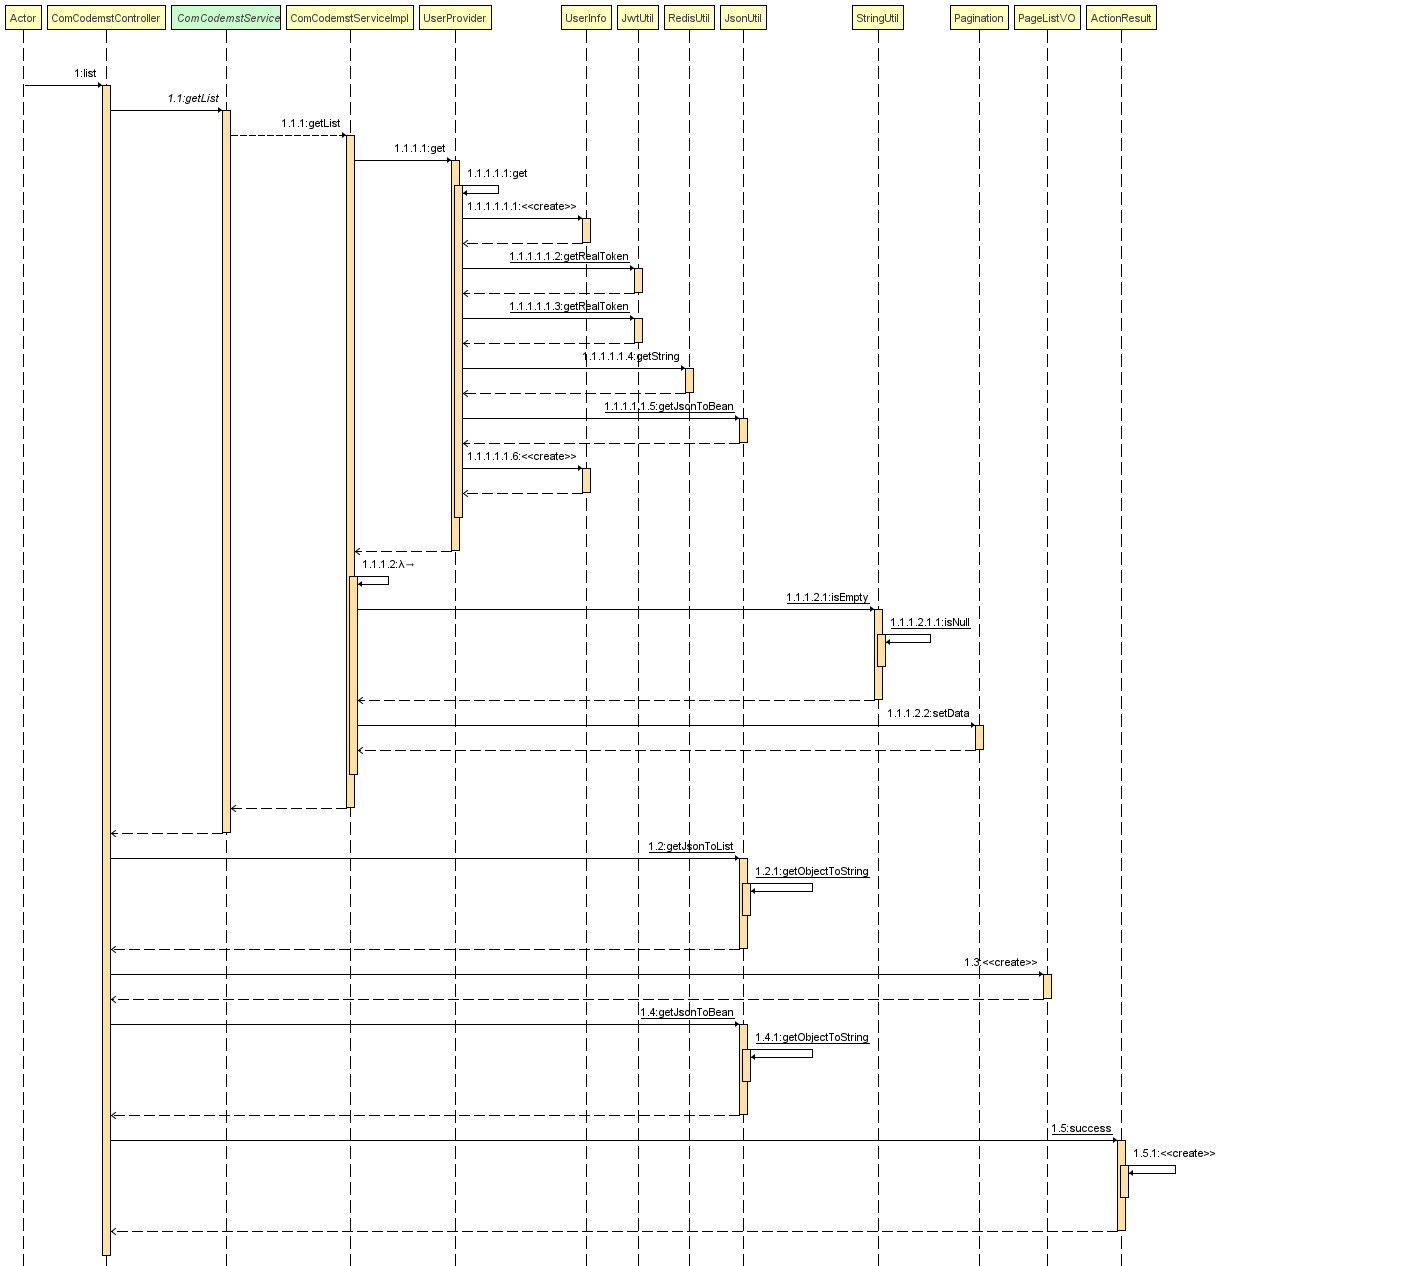 Actor
ComCodemstController
ComCodemstService
ComCodemstServiceImpl
UserProvider
UserInfo
JwtUtil
RedisUtil
JsonUtil
StringUtil
Pagination
PageListVO
ActionResult
1:list
1.1:getList
1.1.1:getList
1.1.1.1:get
1.1.1.1.1:get
1.1.1.1.1.1:<<create>>
1.1.1.1.1.2:getRealToken
1.1.1.1.1.3:getRealToken
1.1.1.1.1.4:getString
1.1.1.1.1.5:getJsonToBean
1.1.1.1.1.6:<<create>>
1.1.1.2:λ→
1.1.1.2.1:isEmpty
1.1.1.2.1.1:isNull
1.1.1.2.2:setData
1.2:getJsonToList
1.2.1:getObjectToString
1.3:<<create>>
1.4:getJsonToBean
1.4.1:getObjectToString
1.5:success
1.5.1:<<create>>